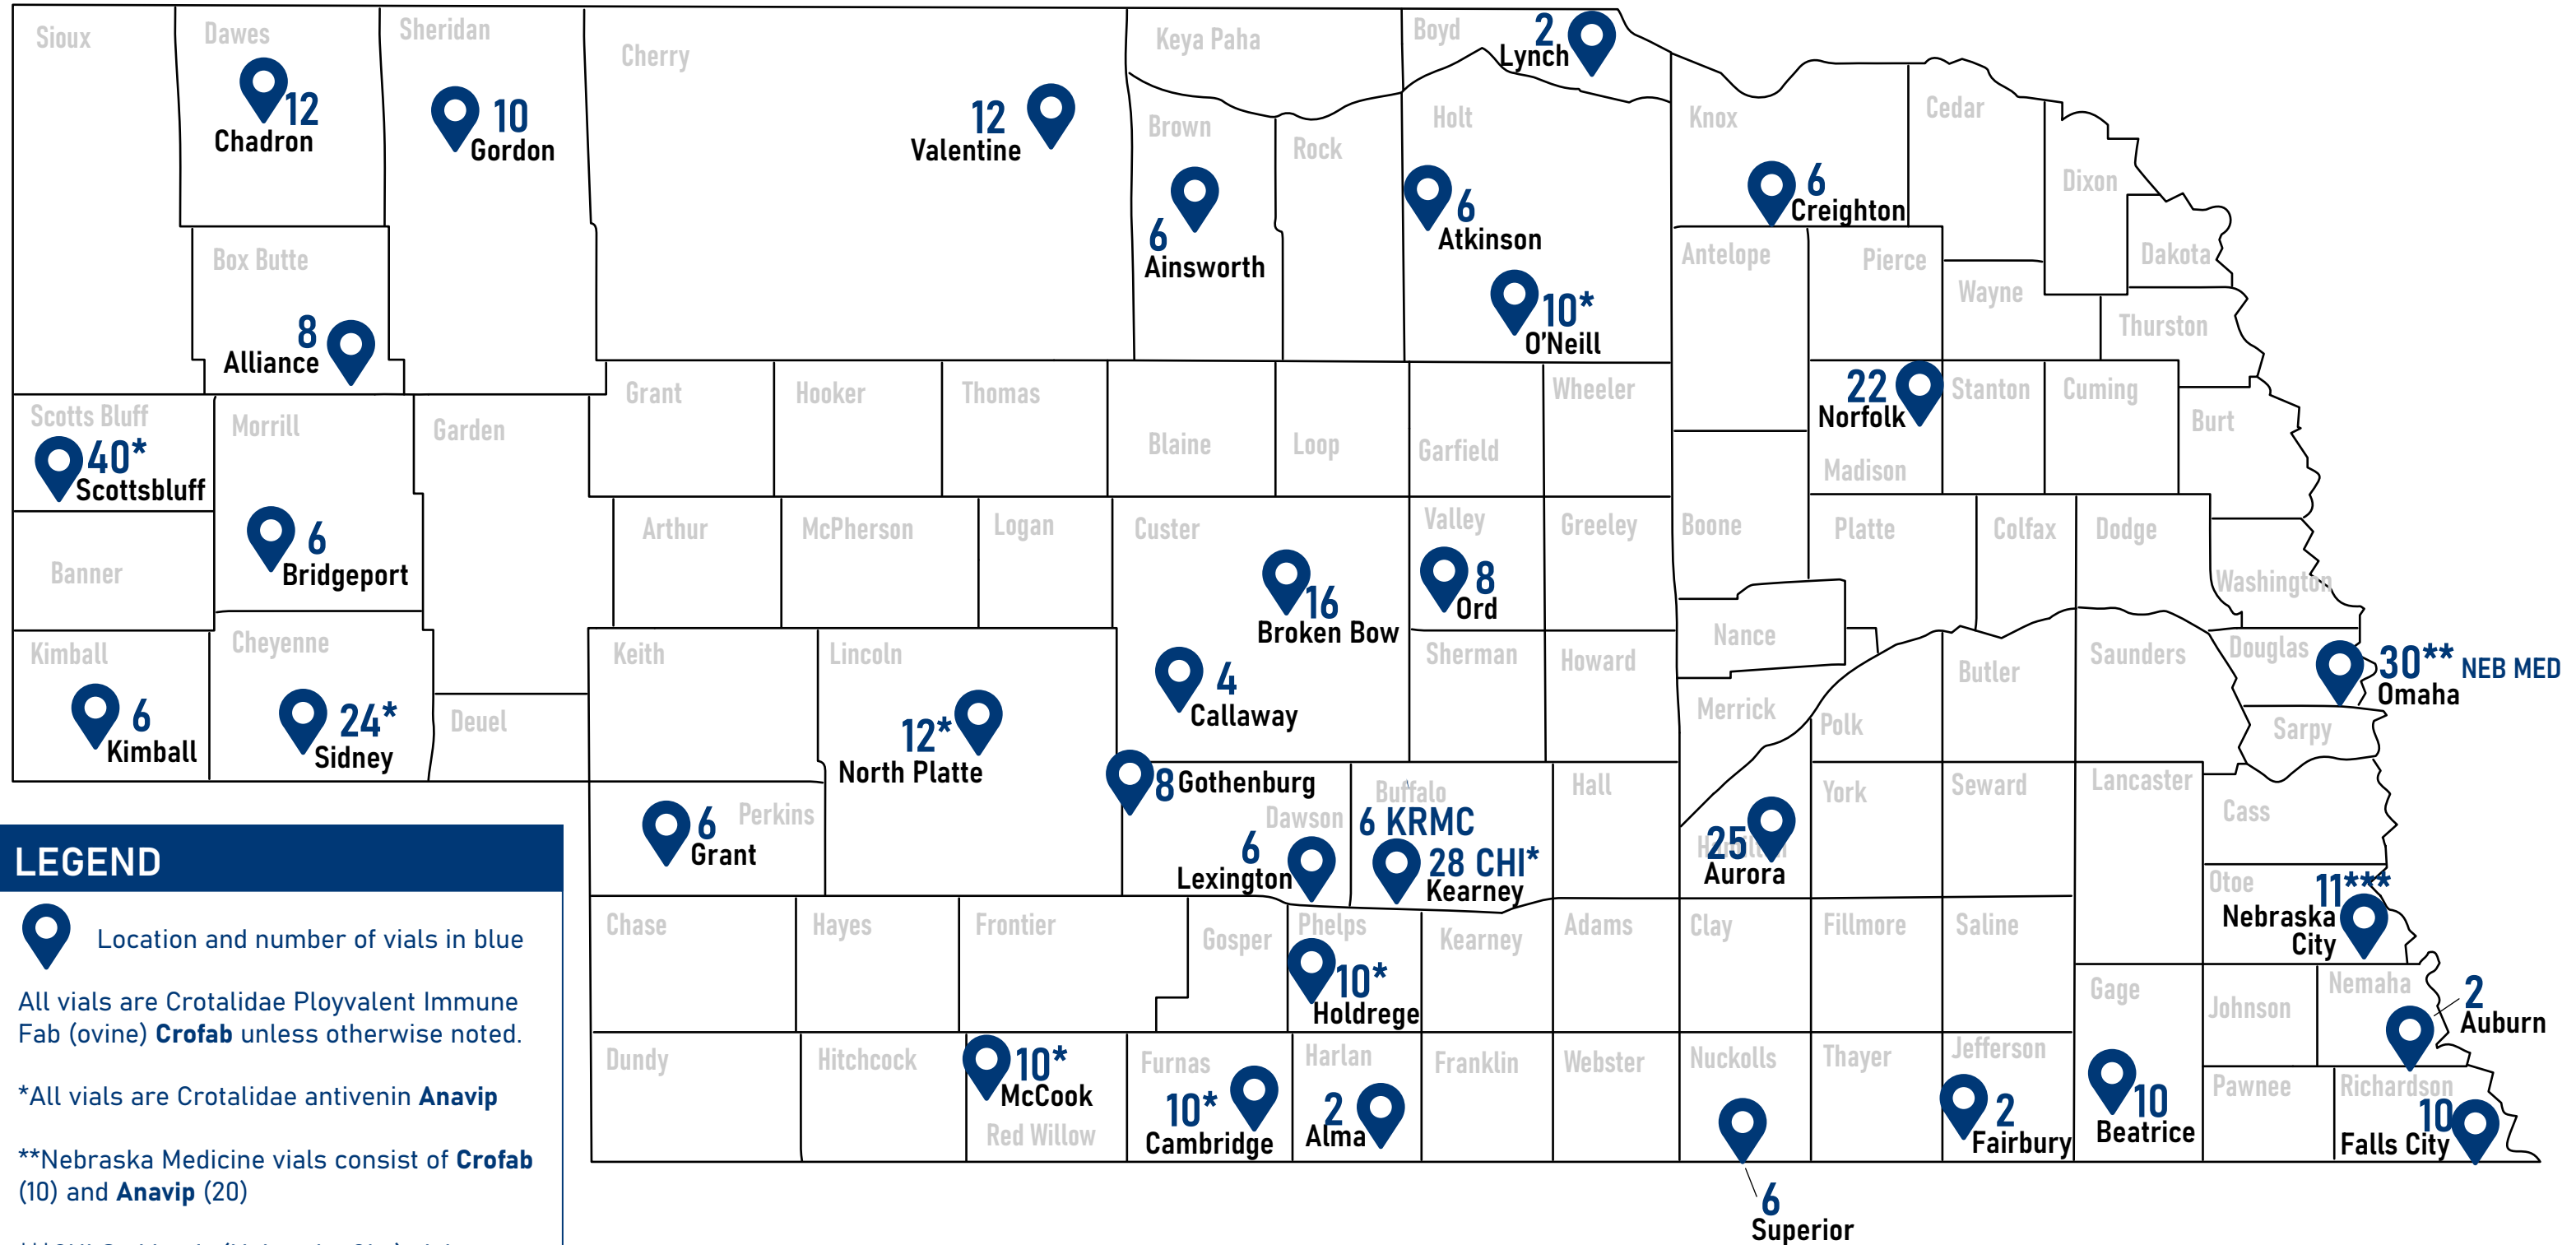 Sioux
Dawes
12
Chadron
Sheridan
10
Gordon
Cherry
12
Valentine
Keya Paha
Boyd
2
Lynch
Brown
6
Ainsworth
Rock
Holt
6
Atkinson
10*
O'Neill
Knox
6
Creighton
Cedar
Dixon
Dakota
Box Butte
8
Alliance
Antelope
Pierce
Wayne
Thurston
Scotts Bluff
40*
Scottsbluff
Morrill
6
Bridgeport
Garden
Grant
Hooker
Thomas
Blaine
Loop
Garfield
Wheeler
22
Norfolk
Madison
Stanton
Cuming
Burt
Banner
Arthur
McPherson
Logan
Custer
16
Broken Bow
4
Callaway
Valley
8
Ord
Greeley
Boone
Platte
Colfax
Dodge
Washington
Nance
Kimball
6
Kimball
Cheyenne
24*
Sidney
Deuel
Keith
Lincoln
12*
North Platte
Sherman
Howard
Merrick
Polk
Butler
Saunders
Douglas
30** NEB MED
Omaha
Sarpy
6
Grant
Perkins
8 Gothenburg
Dawson
6
Lexington
Buffalo
6 KRMC
28 CHI*
Kearney
Hall
Hamilton
25
Aurora
York
Seward
Lancaster
Cass
Otoe
11***
Nebraska
City
Chase
Hayes
Frontier
Gosper
Phelps
10*
Holdrege
Kearney
Adams
Clay
Fillmore
Saline
Gage
10
Beatrice
Johnson
Nemaha
2
Auburn
Dundy
Hitchcock
10*
McCook
Red Willow
Furnas
10*
Cambridge
Harlan
2
Alma
Franklin
Webster
Nuckolls
6
Superior
Thayer
Jefferson
2
Fairbury
Pawnee
Richardson
10
Falls City
LEGEND
Location and number of vials in blue
All vials are Crotalidae Ployvalent Immune
Fab (ovine) Crofab unless otherwise noted.
*All vials are Crotalidae antivenin Anavip
**Nebraska Medicine vials consist of Crofab
(10) and Anavip (20)